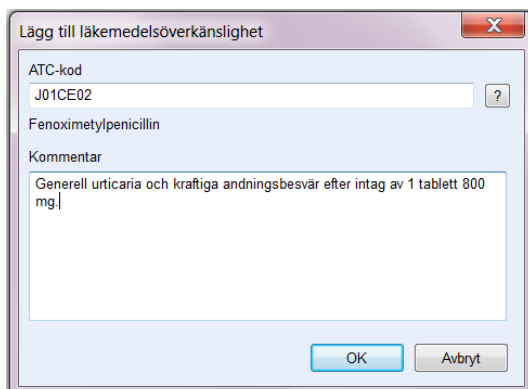 Lägg till läkemedelsöverkänslighet
ATC-kod
J01CE02
?
Fenoximetylpenicillin
Kommentar
Generell urticaria och kraftiga andningsbesvär efter intag av 1 tablett 800
mg.
OK
Avbryt